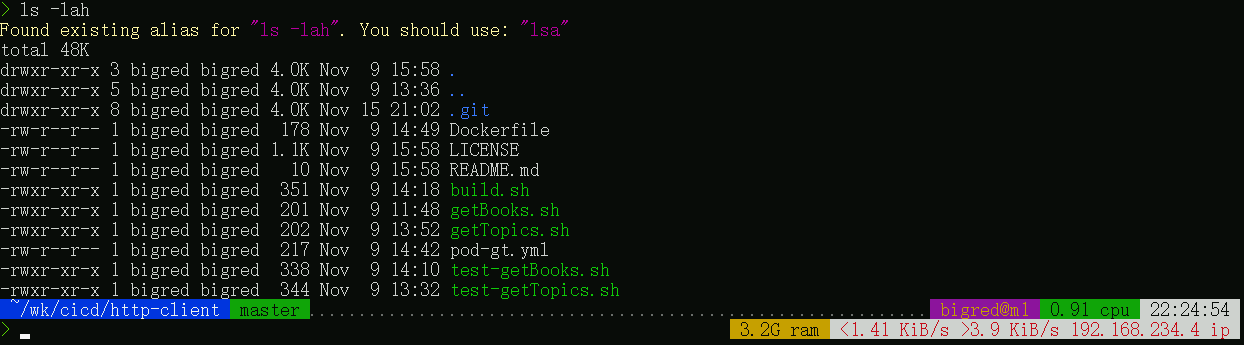 > ls -lah
Found existing alias for "ls -lah". You should use: "lsa"
total 48K
drwxr-xr-x 3 bigred bigred 4.0K Nov  9 15:58 .
drwxr-xr-x 5 bigred bigred 4.0K Nov  9 13:36 ..
drwxr-xr-x 8 bigred bigred 4.0K Nov 15 21:02 .git
-rw-r--r-- 1 bigred bigred  178 Nov  9 14:49 Dockerfile
-rw-r--r-- 1 bigred bigred 1.1K Nov  9 15:58 LICENSE
-rw-r--r-- 1 bigred bigred   10 Nov  9 15:58 README.md
-rwxr-xr-x 1 bigred bigred  351 Nov  9 14:18 build.sh
-rwxr-xr-x 1 bigred bigred  201 Nov  9 11:48 getBooks.sh
-rwxr-xr-x 1 bigred bigred  202 Nov  9 13:52 getTopics.sh
-rw-r--r-- 1 bigred bigred  217 Nov  9 14:42 pod-gt.yml
-rwxr-xr-x 1 bigred bigred  338 Nov  9 14:10 test-getBooks.sh
-rwxr-xr-x 1 bigred bigred  344 Nov  9 13:32 test-getTopics.sh
~/wk/cicd/http-client master ............................................................. bigred@m1 0.91 cpu 22:24:54
> 3.2G ram <1.41 KiB/s >3.9 KiB/s 192.168.234.4 ip